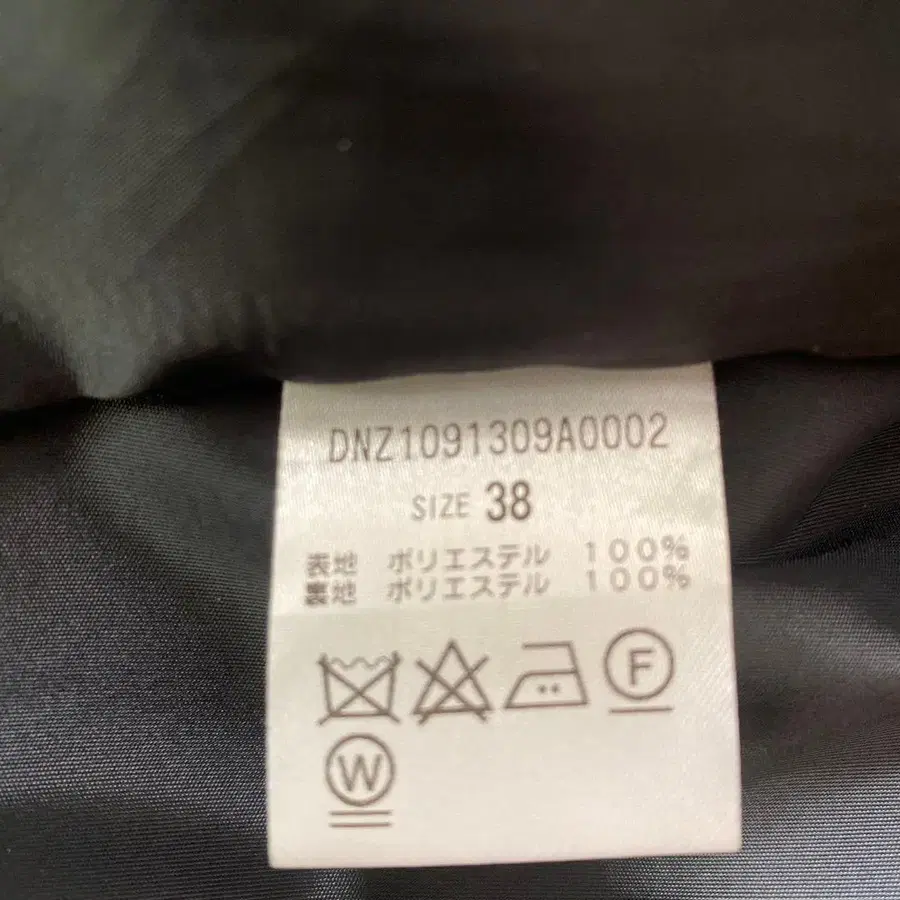 DNZ1091309A0002
SIZE 38
表地 ポリエステル 100%
裏地 ポリエステル 100%
F
W